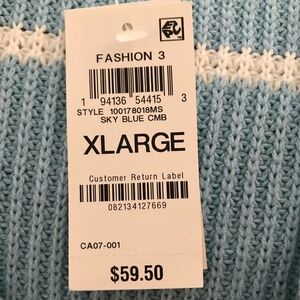 FASHION 3
1 94136 54415 3
STYLE 100178018MS
SKY BLUE CMB
XLARGE
Customer Return Label
082134127669
CA07-001
$59.50